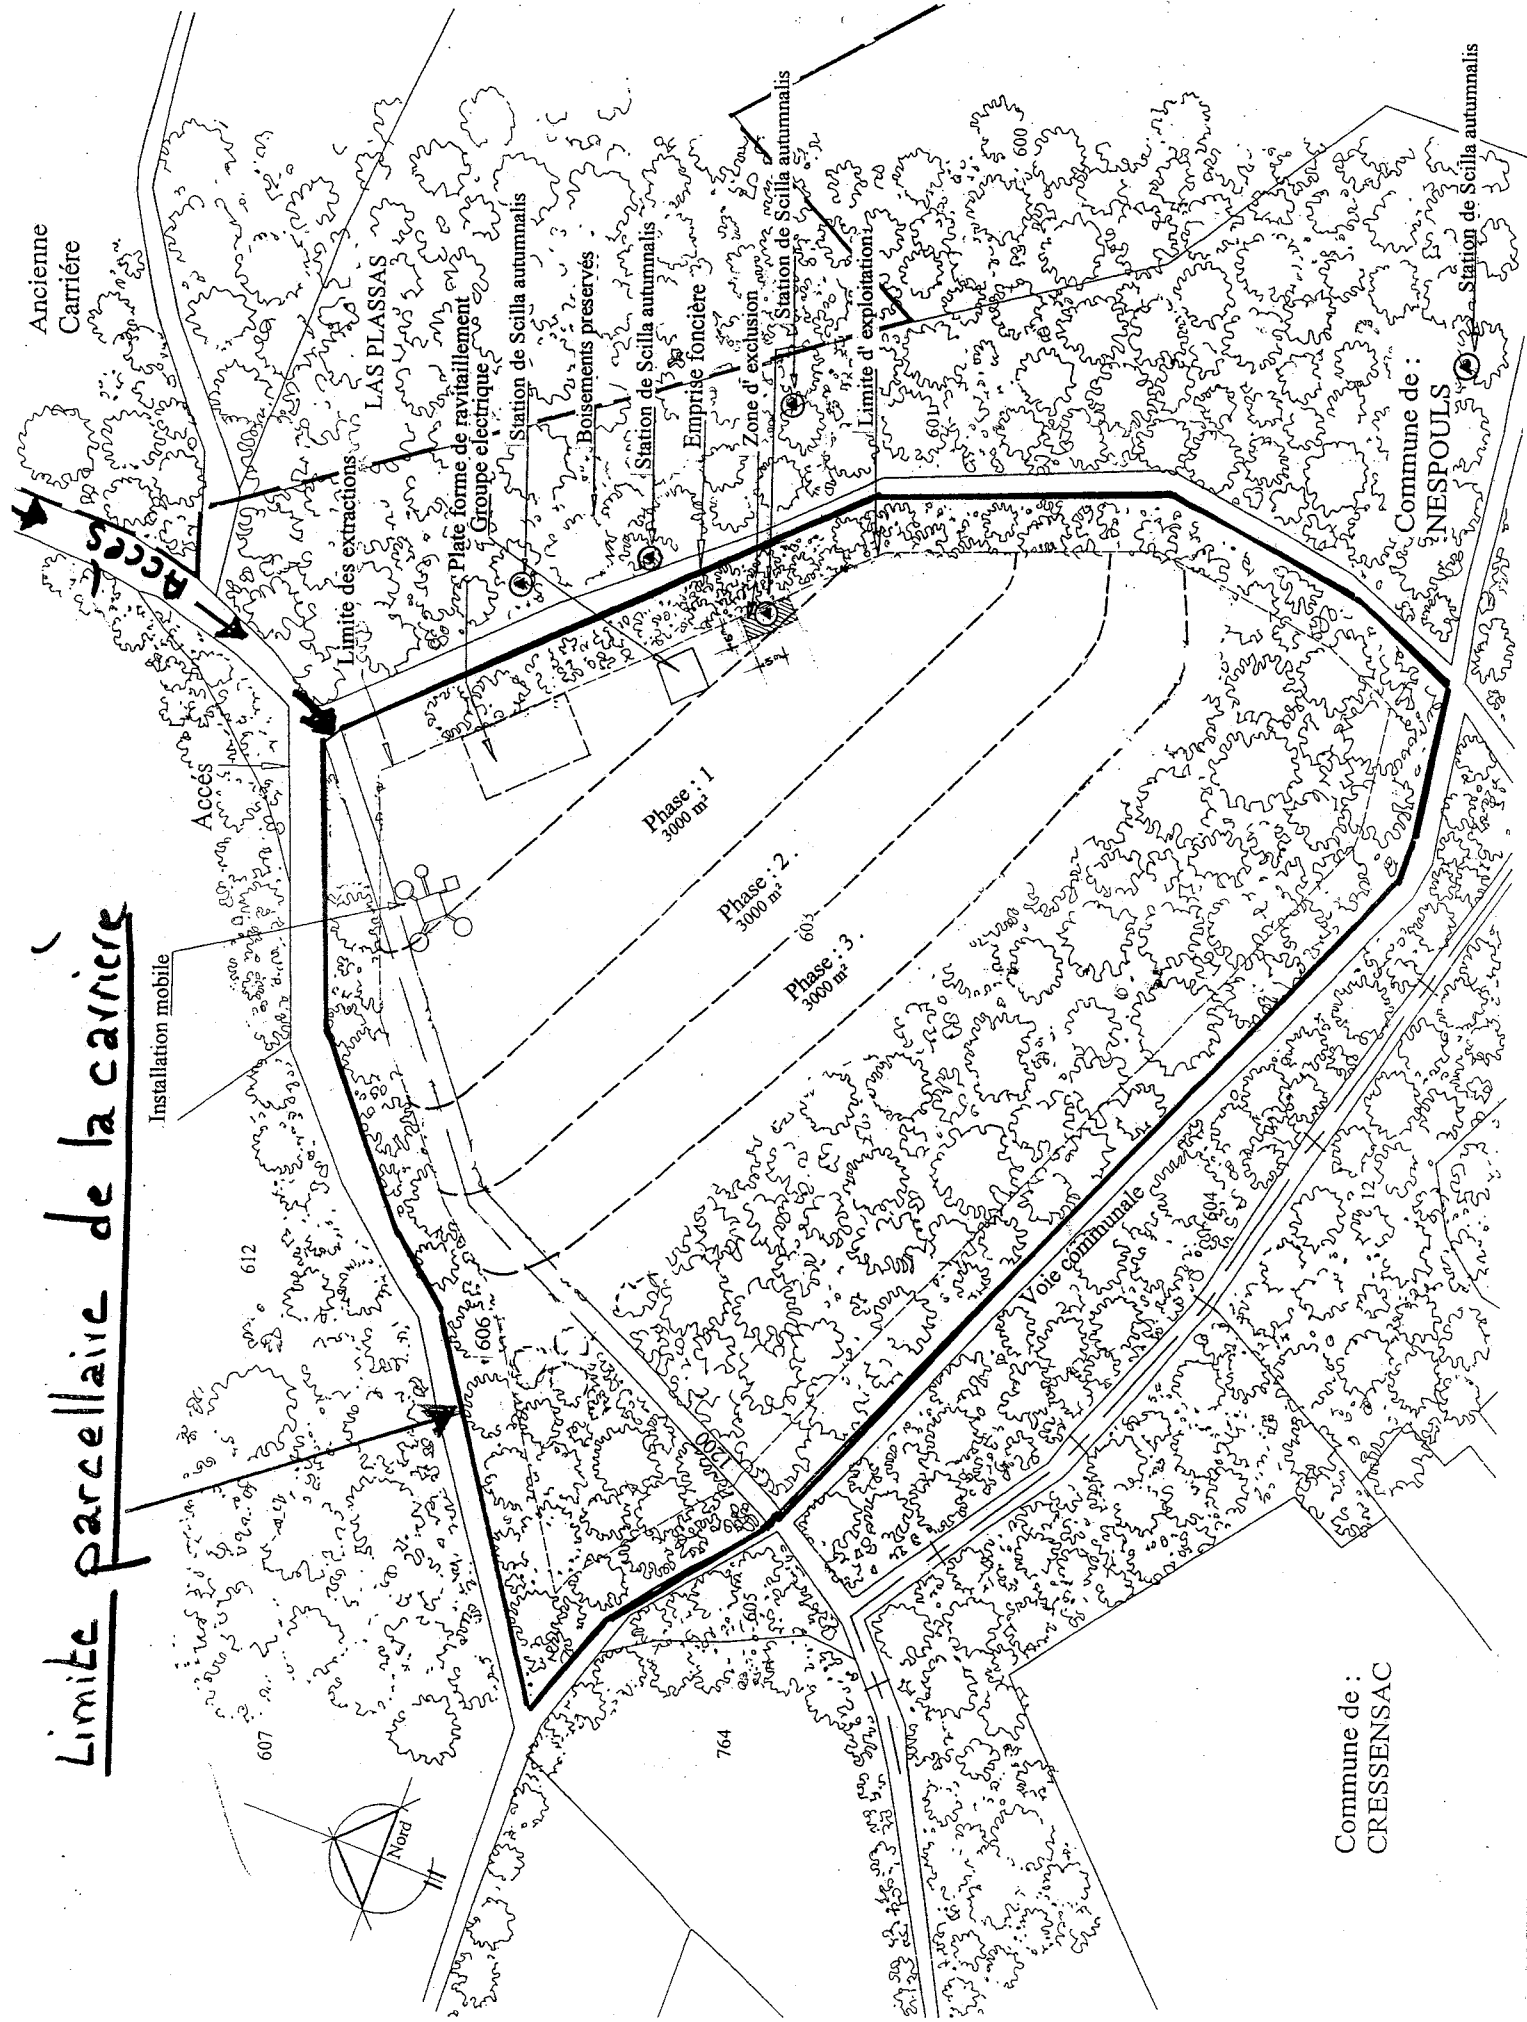 Limite parcellaire de la carrière
Ancienne
Carriére
Accès
Accés
Installation mobile
LAS PLASSAS
Limite des extractions
Plate forme de ravitaillement
Groupe electrique
Station de Scilla autumnalis
Boisements preservés
Station de Scilla autumnalis
Emprise foncière
Zone d' exclusion
Station de Scilla autumnalis
Limite d' exploitation
Station de Scilla autumnalis
Commune de :
NESPOULS
Phase : 1
3000 m²
Phase : 2.
3000 m²
603
Phase : 3.
3000 m²
600
601
612
606
607
1200
605
764
604
12
Voie communale
Nord
Commune de :
CRESSENSAC